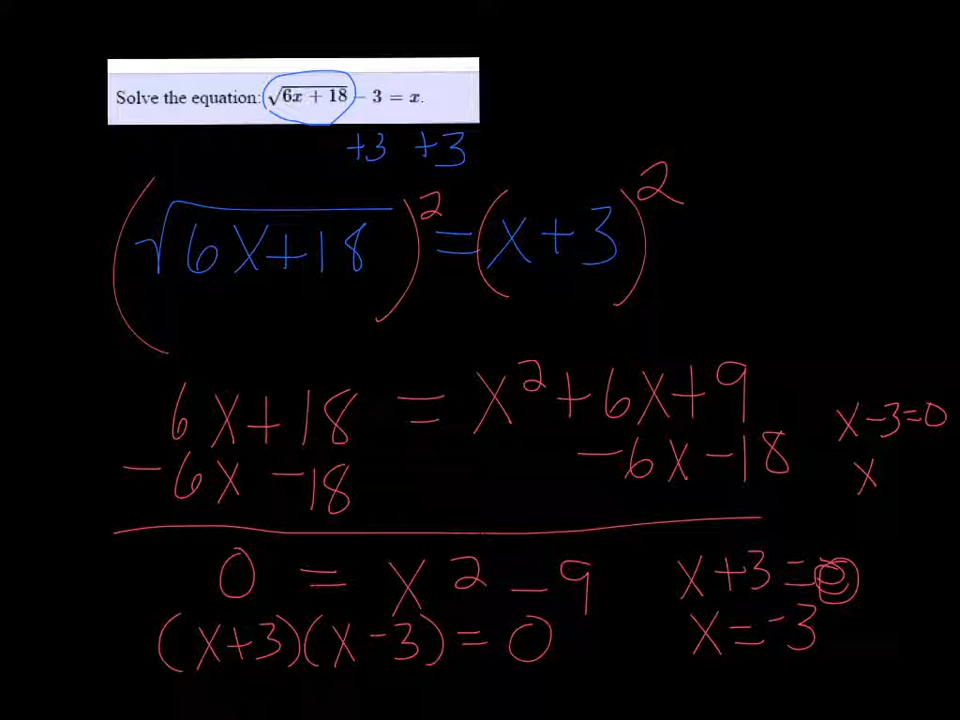 Solve the equation: √6x + 18 − 3 = x.
+3 +3
(√6x+18)² = (x+3)²
6x+18 = x²+6x+9
−6x −18 −6x−18
x−3=0
x
0 = x²−9
(x+3)(x−3)=0
x+3=0
x=-3